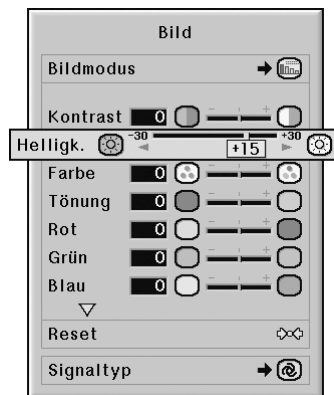 Bild
Bildmodus
Kontrast 0
Helligk. -30 +15 +30
Farbe 0
Tönung 0
Rot 0
Grün 0
Blau 0
Reset
Signaltyp